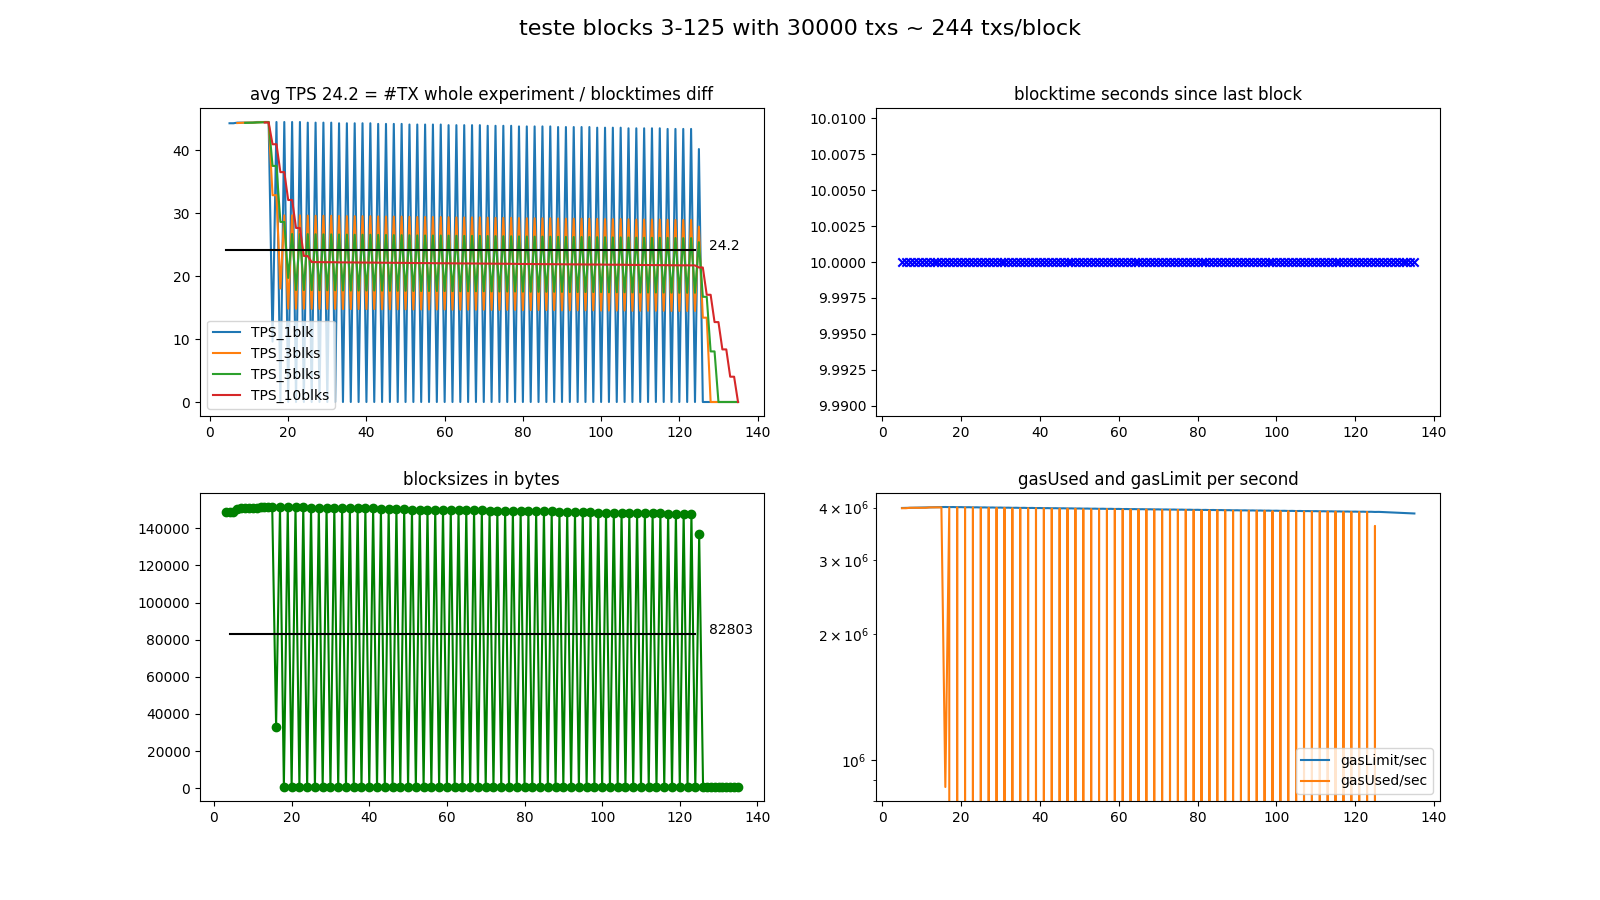 teste blocks 3-125 with 30000 txs ~ 244 txs/block
avg TPS 24.2 = #TX whole experiment / blocktimes diff
40
30
20
10
0
24.2
TPS_1blk
TPS_3blks
TPS_5blks
TPS_10blks
0 20 40 60 80 100 120 140
blocktime seconds since last block
10.0100
10.0075
10.0050
10.0025
10.0000
9.9975
9.9950
9.9925
9.9900
0 20 40 60 80 100 120 140
blocksizes in bytes
140000
120000
100000
80000
60000
40000
20000
0
82803
0 20 40 60 80 100 120 140
gasUsed and gasLimit per second
4 × 10⁶
3 × 10⁶
2 × 10⁶
10⁶
gasLimit/sec
gasUsed/sec
0 20 40 60 80 100 120 140